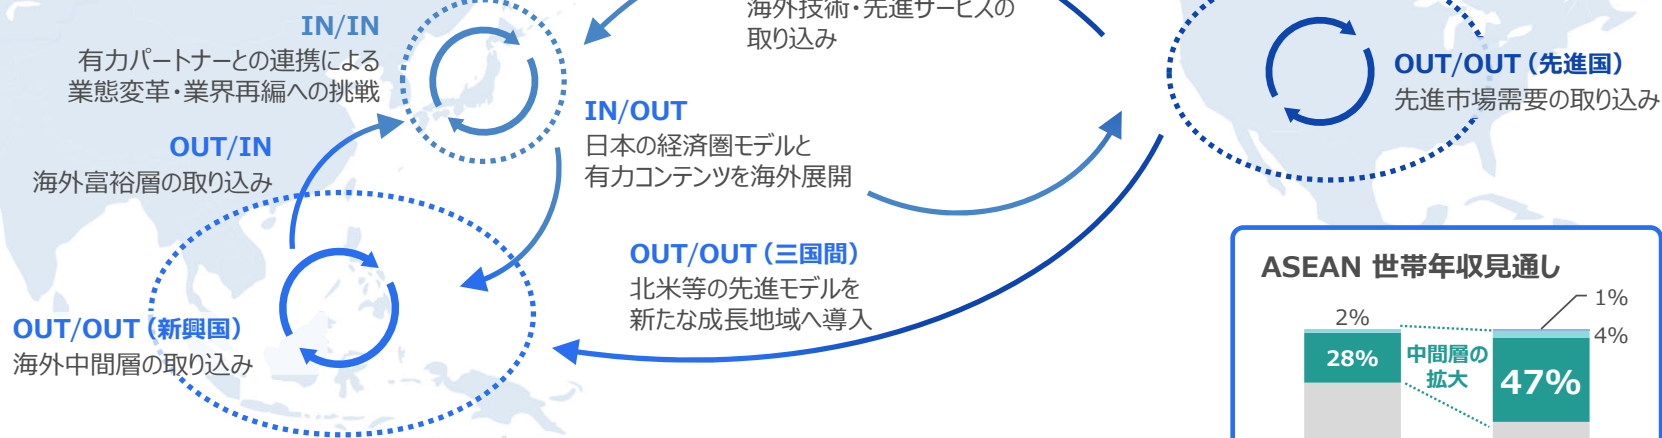 海外技術・先進サービスの
取り込み
IN/IN
有力パートナーとの連携による
業態変革・業界再編への挑戦
OUT/IN
海外富裕層の取り込み
IN/OUT
日本の経済圏モデルと
有力コンテンツを海外展開
OUT/OUT（先進国）
先進市場需要の取り込み
OUT/OUT（三国間）
北米等の先進モデルを
新たな成長地域へ導入
OUT/OUT（新興国）
海外中間層の取り込み
ASEAN 世帯年収見通し
2%
28%
中間層の
拡大
1%
4%
47%